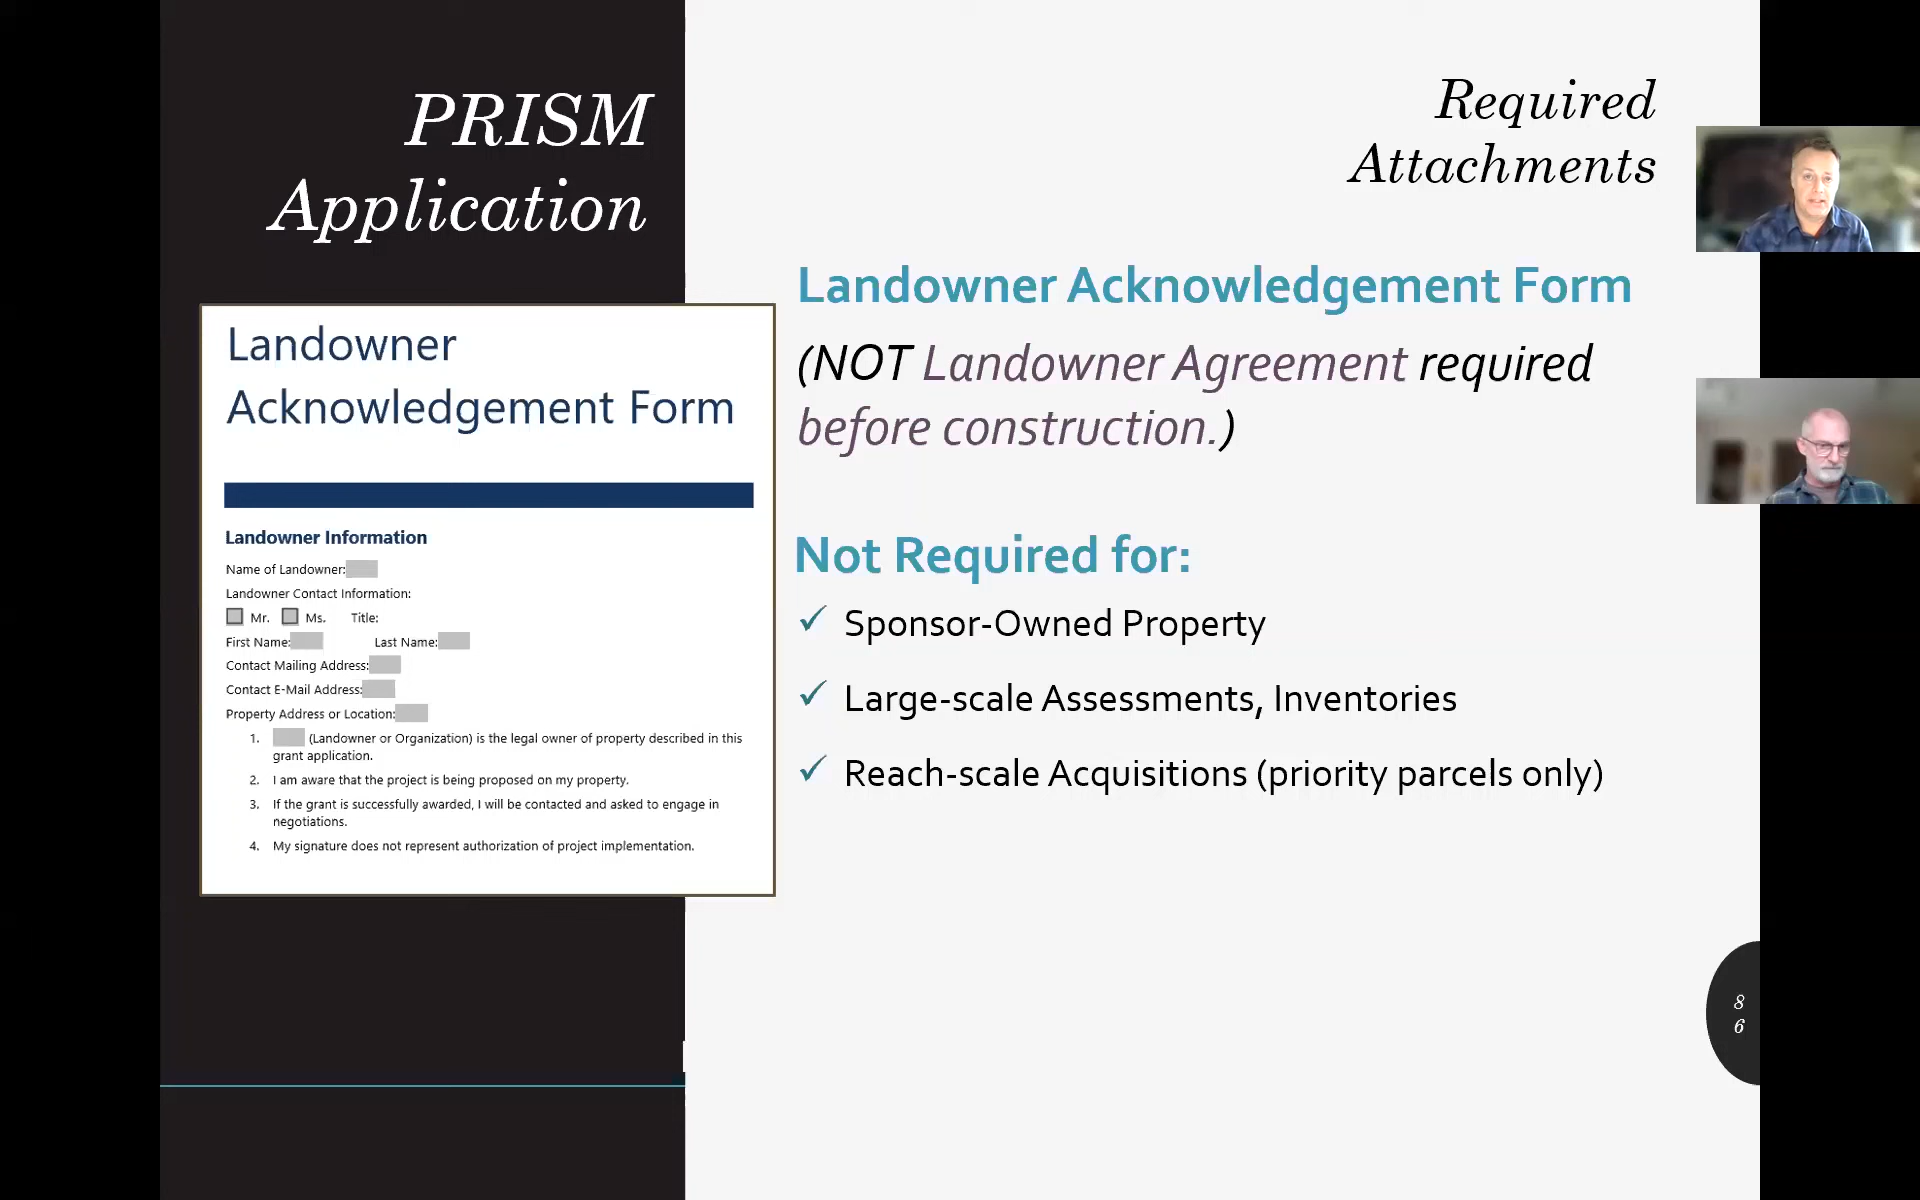 PRISM
Application
Required
Attachments
Landowner
Acknowledgement Form
Landowner Information
Name of Landowner:
Landowner Contact Information:
Mr. Ms. Title:
First Name: Last Name:
Contact Mailing Address:
Contact E-Mail Address:
Property Address or Location:
1. (Landowner or Organization) is the legal owner of property described in this
grant application.
2. I am aware that the project is being proposed on my property.
3. If the grant is successfully awarded, I will be contacted and asked to engage in
negotiations.
4. My signature does not represent authorization of project implementation.
Landowner Acknowledgement Form
(NOT Landowner Agreement required
before construction.)
Not Required for:
✓ Sponsor-Owned Property
✓ Large-scale Assessments, Inventories
✓ Reach-scale Acquisitions (priority parcels only)
8
6